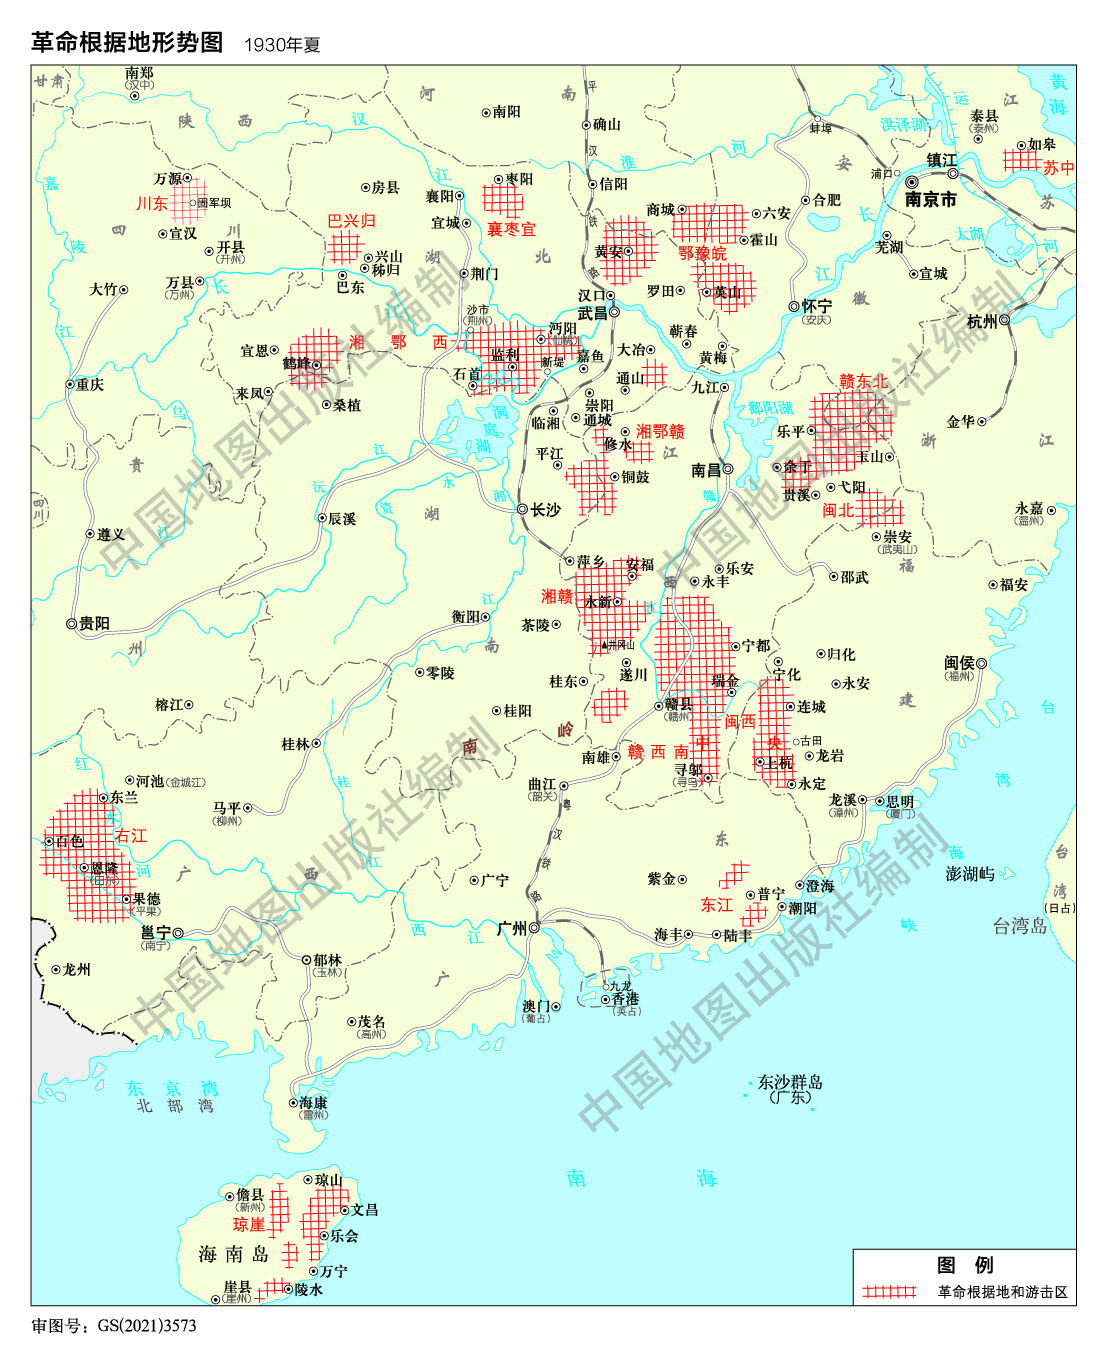 革命根据地形势图 1930年夏
甘肃
南郑
(汉中)
陕西
河南
汉
南阳
平
确山
汉
淮
河
蚌埠
洪泽湖
运
江
黄海
泰县
(泰州)
如皋
苏中
安
镇江
浦口
南京市
嘉
万源
川东
固军坝
房县
江
襄阳
枣阳
信阳
商城
六安
合肥
长
苏
四川
宣汉
巴兴归
宜城
襄枣宜
铁
黄安
鄂豫皖
霍山
芜湖
太湖
河
陵
开县
(开州)
兴山
秭归
湖北
路
江
宣城
万县
(万州)
长
大竹
巴东
荆门
汉口
罗田
英山
徽
怀宁
(安庆)
江
武昌
沙市
(荆州)
沔阳
(仙桃)
杭州
江
宣恩
湘鄂西
监利
嘉鱼
大冶
蕲春
黄梅
鹤峰
新堤
石首
重庆
来凤
通山
九江
赣东北
乌
桑植
洞庭湖
临湘
崇阳
通城
鄱阳湖
金华
乐平
浙江
湘鄂赣
修水
贵
江
平江
江
玉山
沅
水
铜鼓
南昌
余干
四川
资
湘
赣
贵溪
弋阳
湖
长沙
闽北
永嘉
(温州)
辰溪
江
遵义
崇安
(武夷山)
萍乡
安福
乐安
福
西
永丰
邵武
福安
湘赣
永新
江
贵阳
江
衡阳
茶陵
州
南
井冈山
宁都
归化
闽侯
(福州)
零陵
遂川
宁化
桂东
瑞金
永安
榕江
桂阳
赣县
(赣州)
连城
建
台
岭
闽西
桂林
南
南雄
赣西南
中央
古田
龙岩
红
上杭
湾
寻邬
(寻乌)
河池
(金城江)
桂
曲江
(韶关)
永定
东兰
龙溪
(漳州)
思明
(厦门)
马平
(柳州)
粤
水
右江
汉
东
海
百色
江
台
铁
恩隆
(田东)
河
广
西
广宁
紫金
澎湖屿
澄海
路
普宁
湾
果德
(平果)
东江
潮阳
(日占)
峡
台湾岛
邕宁
(南宁)
西江
广州
海丰
陆丰
龙州
郁林
(玉林)
广
九龙
香港
(英占)
澳门
(葡占)
茂名
(高州)
东京湾
北部湾
东沙群岛
(广东)
海康
(雷州)
南海
琼山
儋县
(新州)
文昌
琼崖
乐会
海南岛
万宁
崖县
(崖州)
陵水
图例
革命根据地和游击区
中国地图出版社编制
中国地图出版社编制
中国地图出版社编制
中国地图出版社编制
审图号：GS(2021)3573